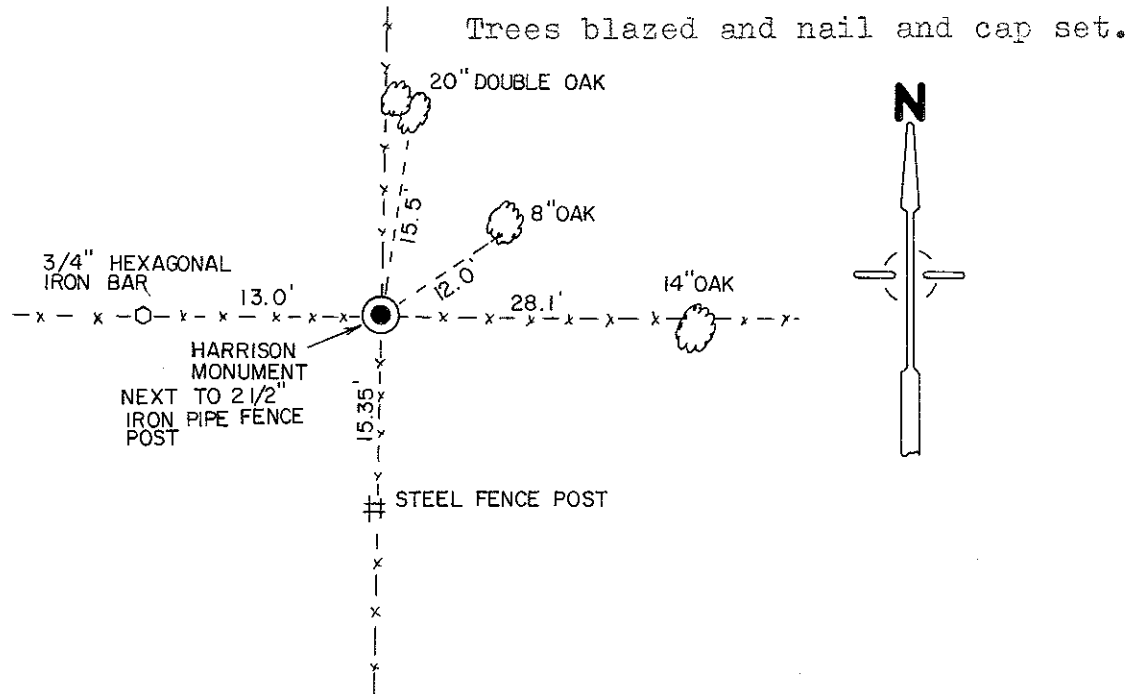 Trees blazed and nail and cap set.
20" DOUBLE OAK
N
15.5'
8" OAK
12.0'
3/4" HEXAGONAL
IRON BAR
13.0'
28.1'
14" OAK
HARRISON
MONUMENT
NEXT TO 2 1/2"
IRON PIPE FENCE
POST
15.35'
STEEL FENCE POST